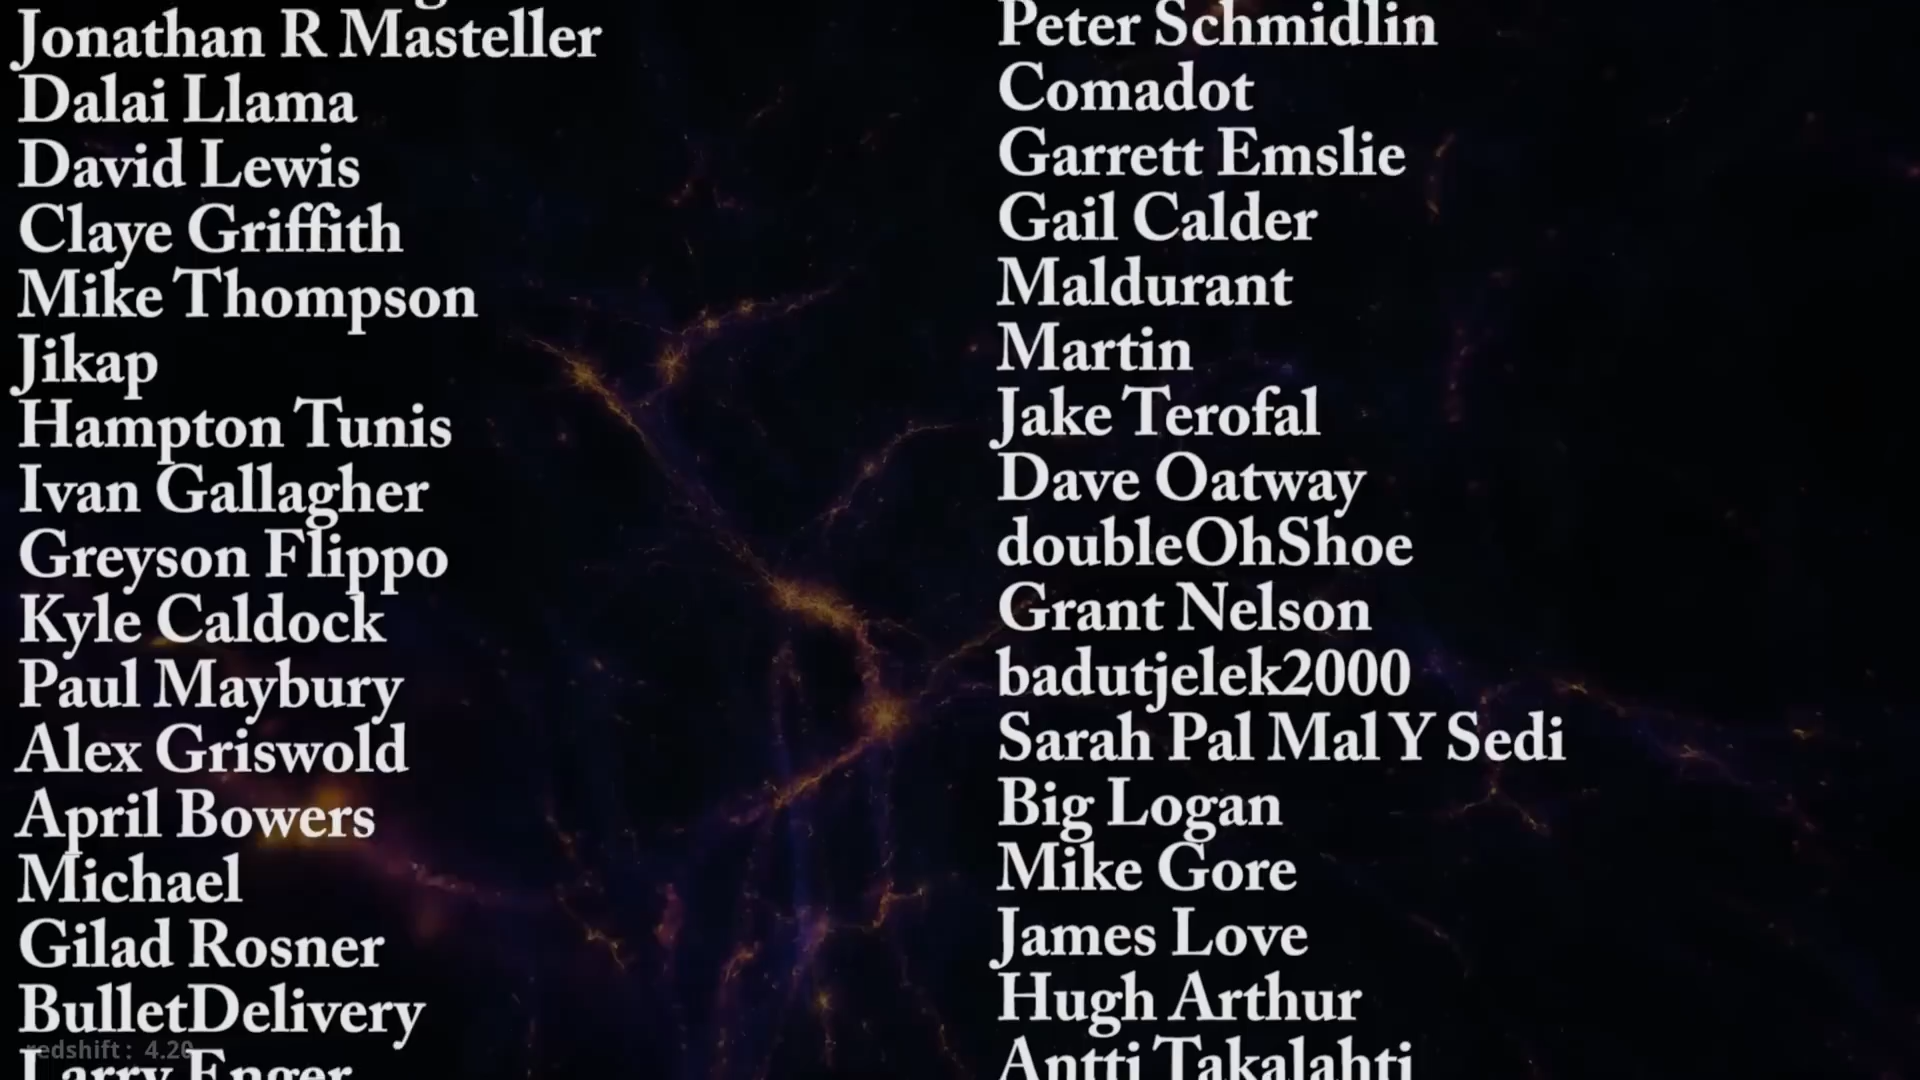 Jonathan R Masteller
Dalai Llama
David Lewis
Claye Griffith
Mike Thompson
Jikap
Hampton Tunis
Ivan Gallagher
Greyson Flippo
Kyle Caldock
Paul Maybury
Alex Griswold
April Bowers
Michael
Gilad Rosner
BulletDelivery
redshift: 4.20
Larry Enger
Peter Schmidlin
Comadot
Garrett Emslie
Gail Calder
Maldurant
Martin
Jake Terofal
Dave Oatway
doubleOhShoe
Grant Nelson
badutjelek2000
Sarah Pal Mal Y Sedi
Big Logan
Mike Gore
James Love
Hugh Arthur
Antti Takalahti